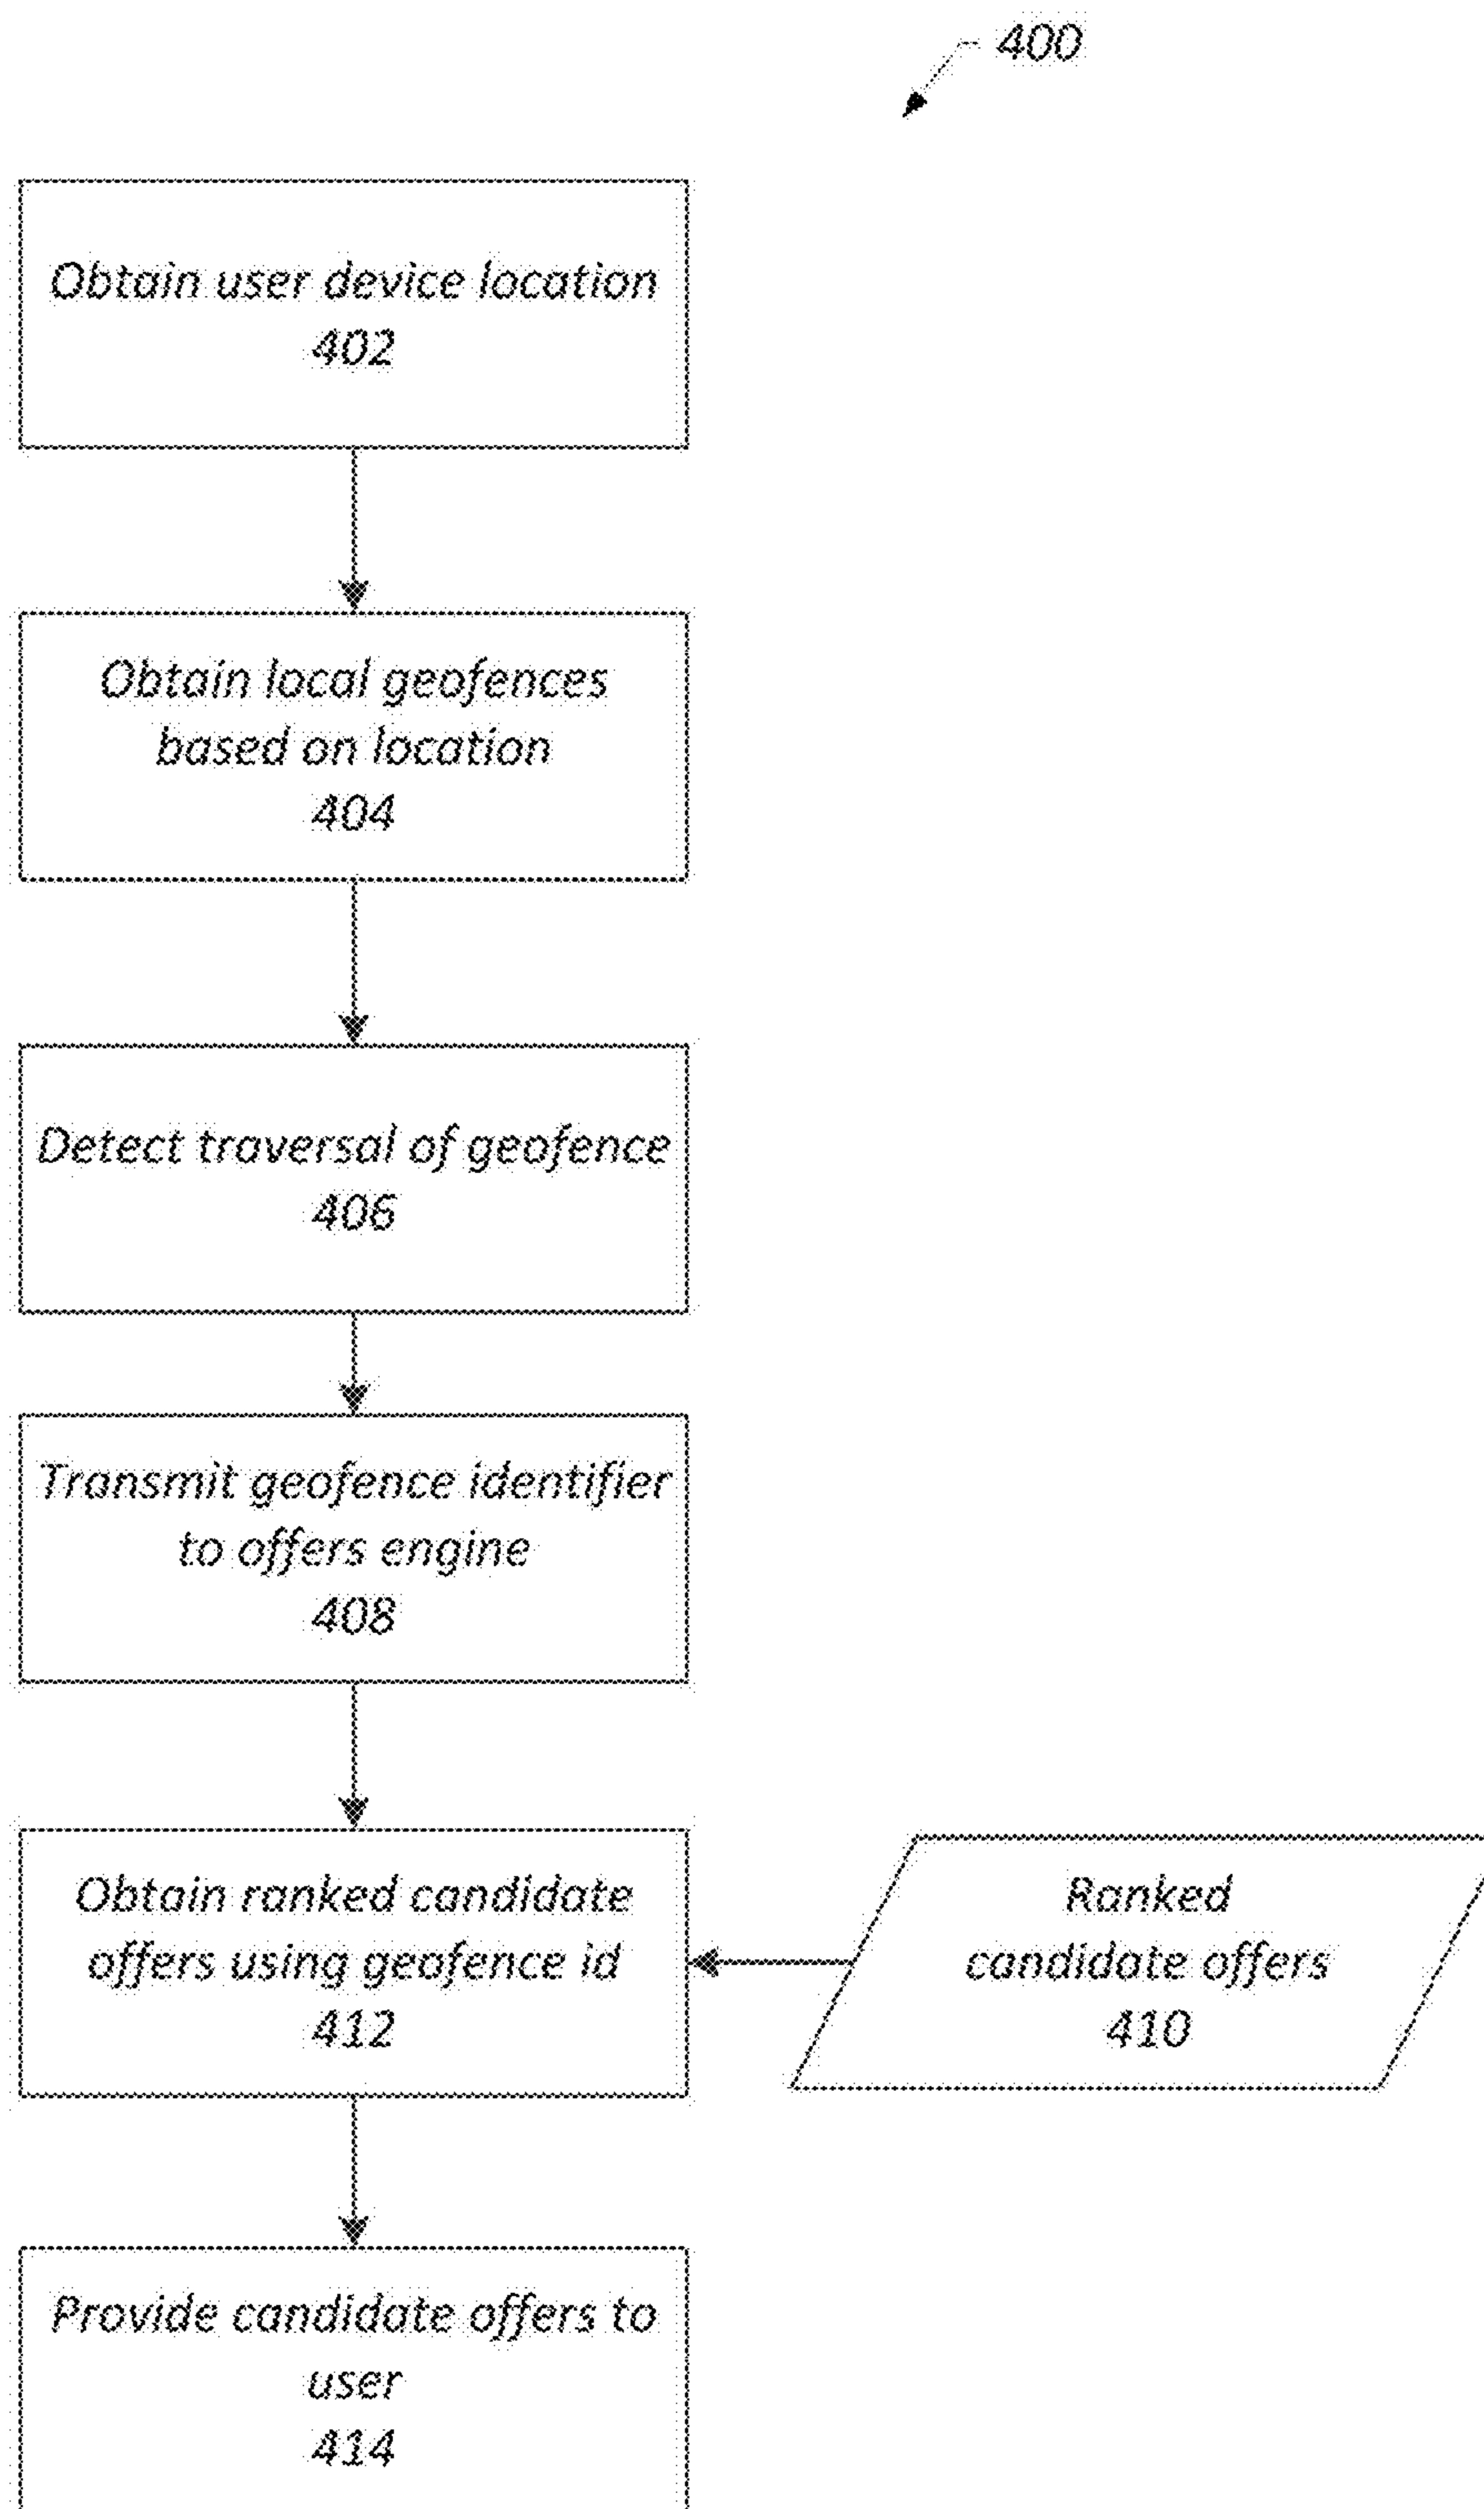 400
Obtain user device location
402
Obtain local geofences
based on location
404
Detect traversal of geofence
406
Transmit geofence identifier
to offers engine
408
Obtain ranked candidate
offers using geofence id
412
Ranked
candidate offers
410
Provide candidate offers to
user
414